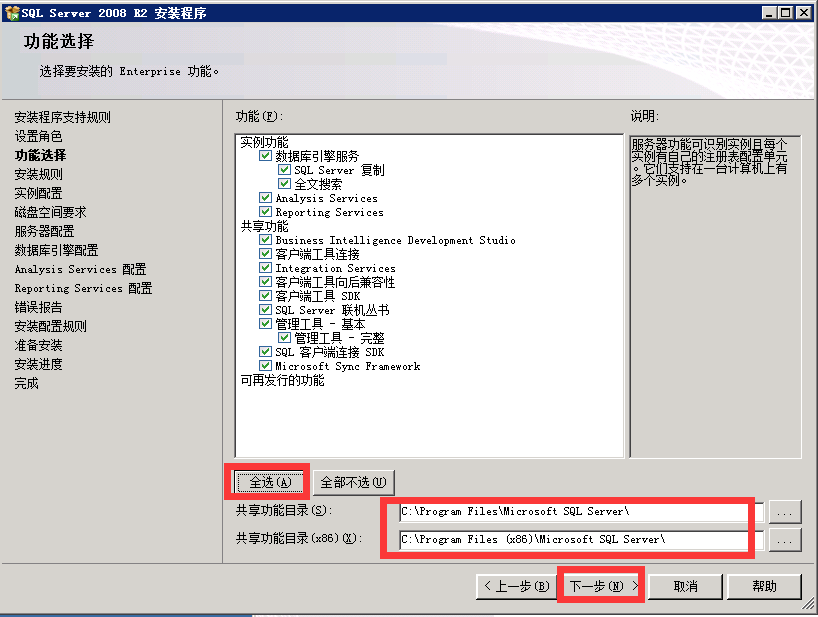 SQL Server 2008 R2 安装程序
功能选择
选择要安装的 Enterprise 功能。
安装程序支持规则
设置角色
功能选择
安装规则
实例配置
磁盘空间要求
服务器配置
数据库引擎配置
Analysis Services 配置
Reporting Services 配置
错误报告
安装配置规则
准备安装
安装进度
完成
功能(F):
实例功能
数据库引擎服务
SQL Server 复制
全文搜索
Analysis Services
Reporting Services
共享功能
Business Intelligence Development Studio
客户端工具连接
Integration Services
客户端工具向后兼容性
客户端工具 SDK
SQL Server 联机丛书
管理工具 - 基本
管理工具 - 完整
SQL 客户端连接 SDK
Microsoft Sync Framework
可再发行的功能
说明:
服务器功能可识别实例且每个
实例有自己的注册表配置单元
。它们支持在一台计算机上有
多个实例。
全选(A) 全部不选(U)
共享功能目录(S): C:\Program Files\Microsoft SQL Server\ ...
共享功能目录(x86)(X): C:\Program Files (x86)\Microsoft SQL Server\ ...
< 上一步(B) 下一步(N) > 取消 帮助